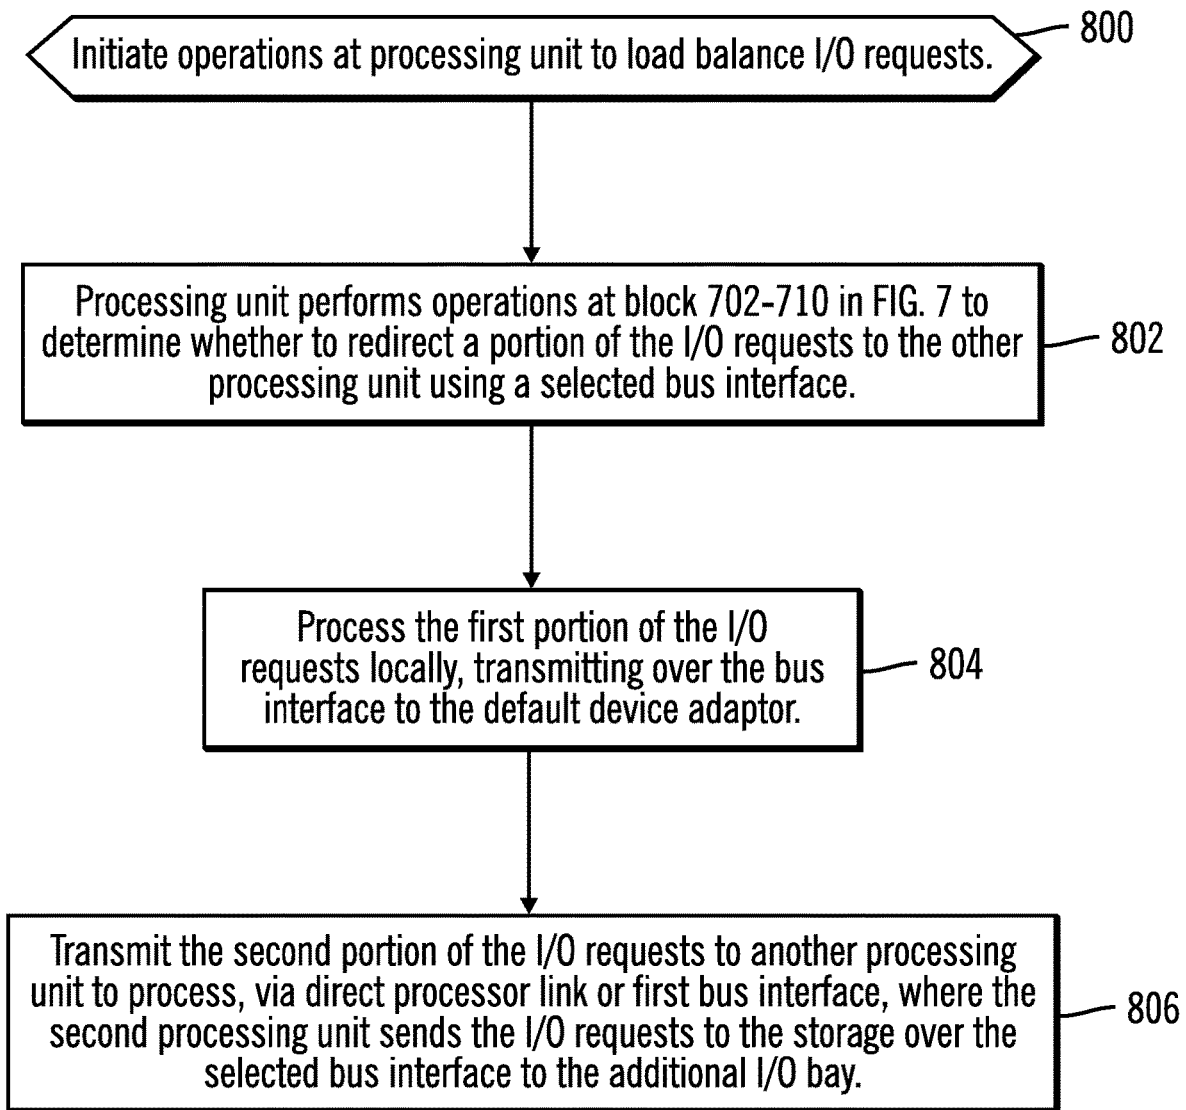 Initiate operations at processing unit to load balance I/O requests.
800
Processing unit performs operations at block 702-710 in FIG. 7 to
determine whether to redirect a portion of the I/O requests to the other
processing unit using a selected bus interface.
802
Process the first portion of the I/O
requests locally, transmitting over the bus
interface to the default device adaptor.
804
Transmit the second portion of the I/O requests to another processing
unit to process, via direct processor link or first bus interface, where the
second processing unit sends the I/O requests to the storage over the
selected bus interface to the additional I/O bay.
806